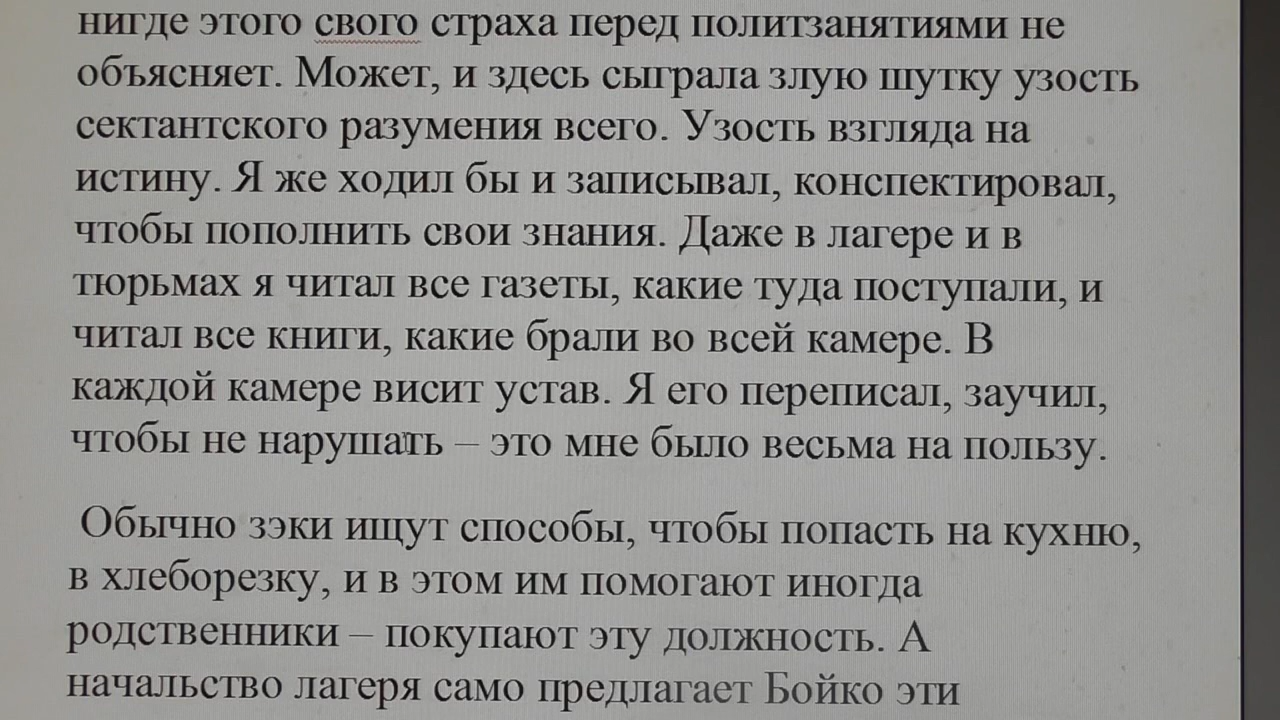 нигде этого свого страха перед политзанятиями не
объясняет. Может, и здесь сыграла злую шутку узость
сектантского разумения всего. Узость взгляда на
истину. Я же ходил бы и записывал, конспектировал,
чтобы пополнить свои знания. Даже в лагере и в
тюрьмах я читал все газеты, какие туда поступали, и
читал все книги, какие брали во всей камере. В
каждой камере висит устав. Я его переписал, заучил,
чтобы не нарушать – это мне было весьма на пользу.
Обычно зэки ищут способы, чтобы попасть на кухню,
в хлеборезку, и в этом им помогают иногда
родственники – покупают эту должность. А
начальство лагеря само предлагает Бойко эти